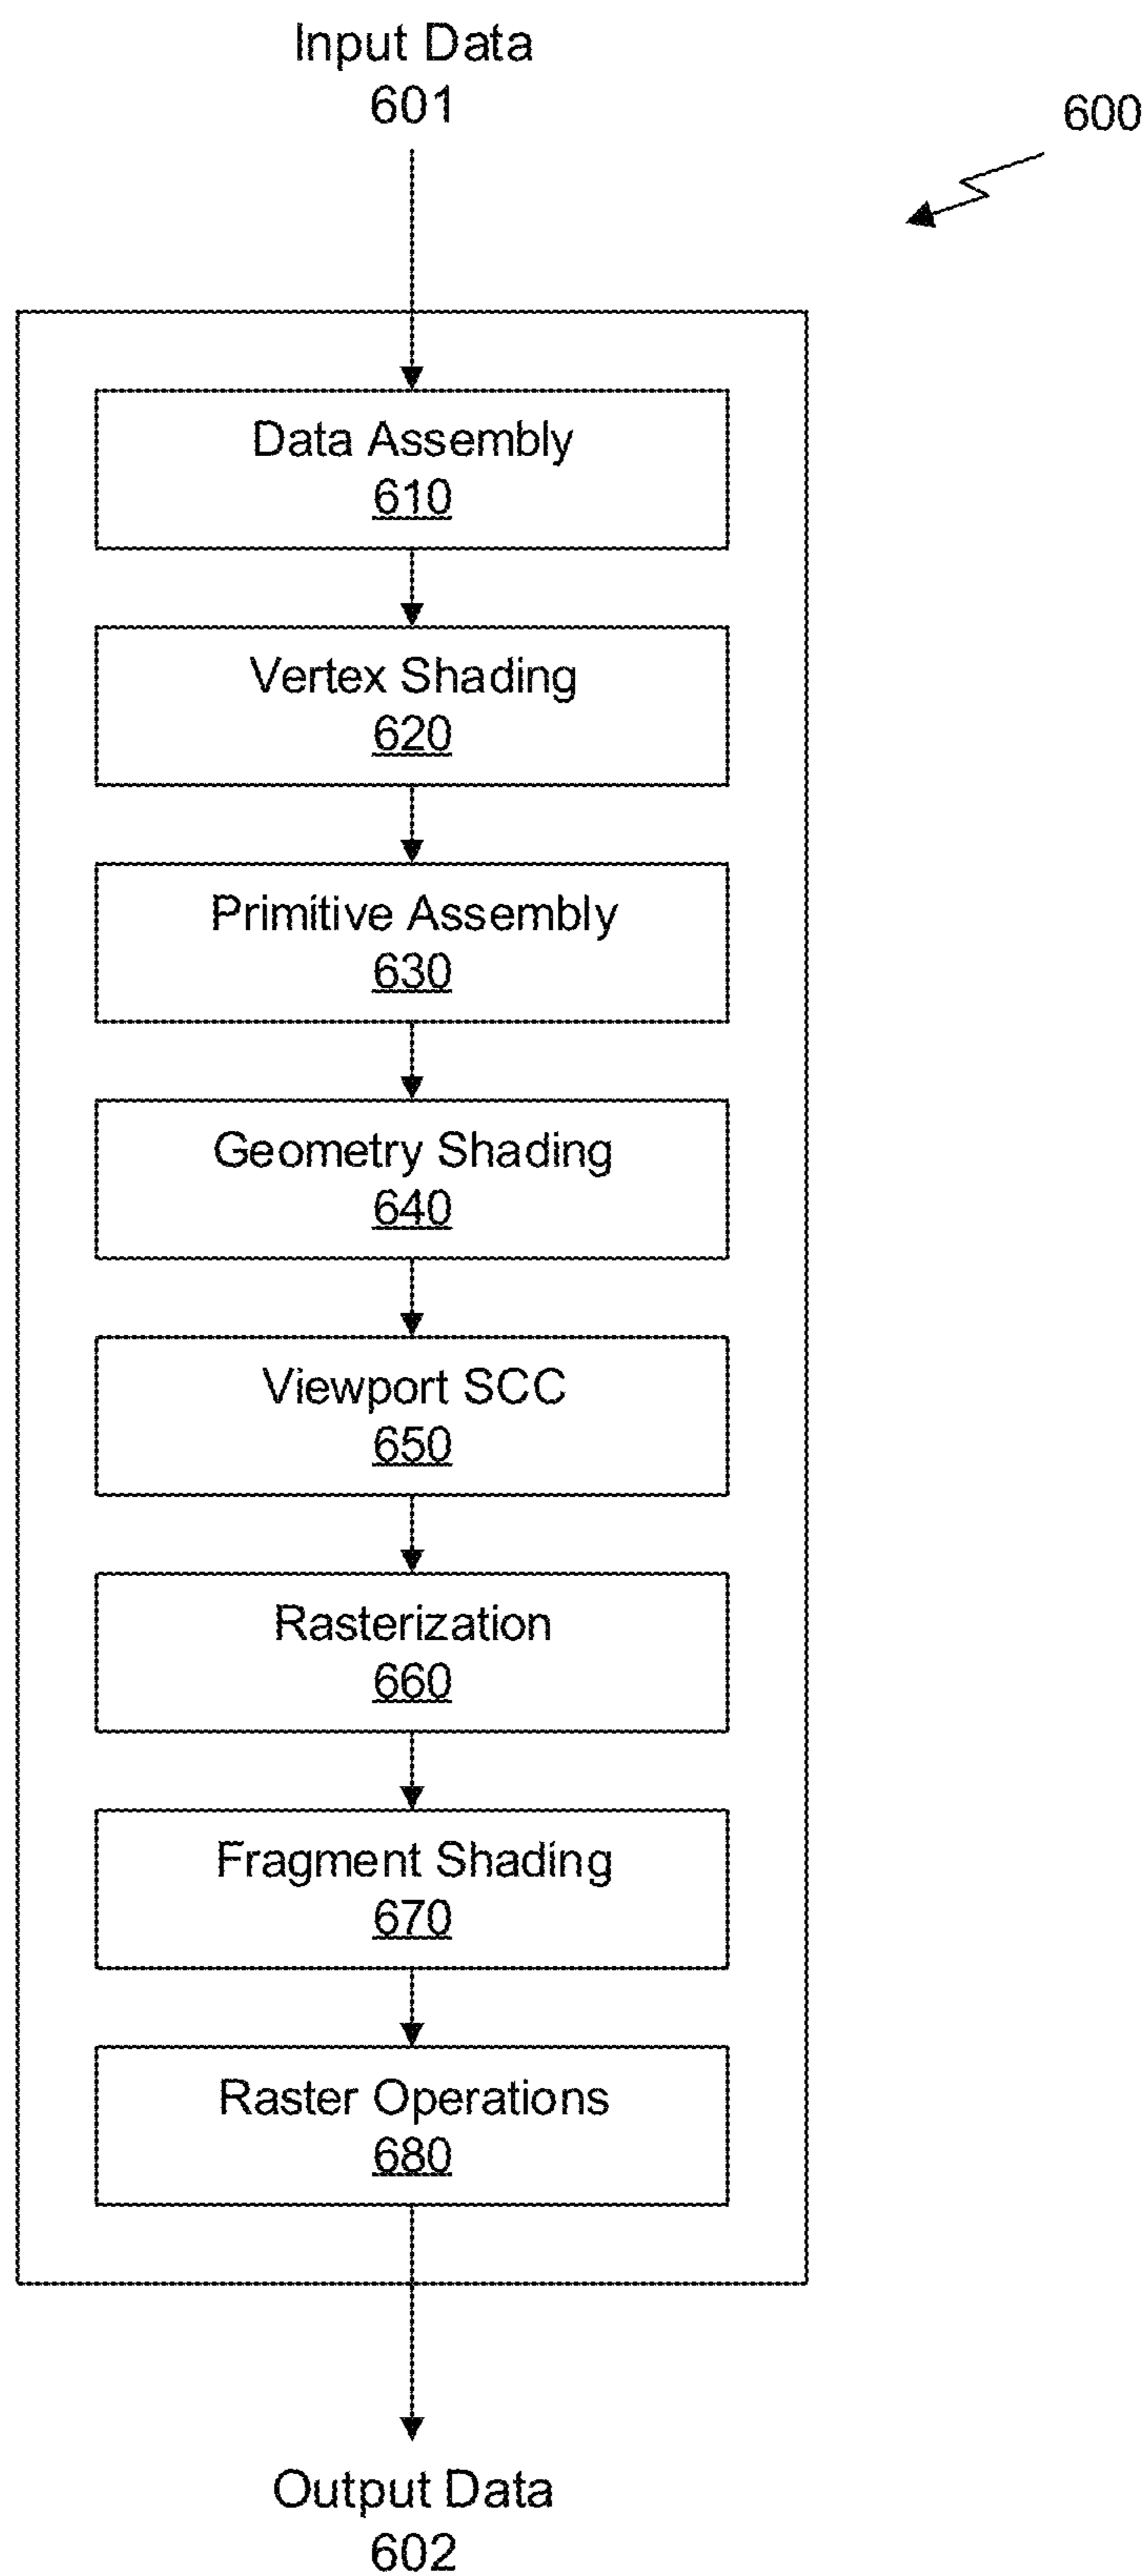 Input Data
601
600
Data Assembly
610
Vertex Shading
620
Primitive Assembly
630
Geometry Shading
640
Viewport SCC
650
Rasterization
660
Fragment Shading
670
Raster Operations
680
Output Data
602